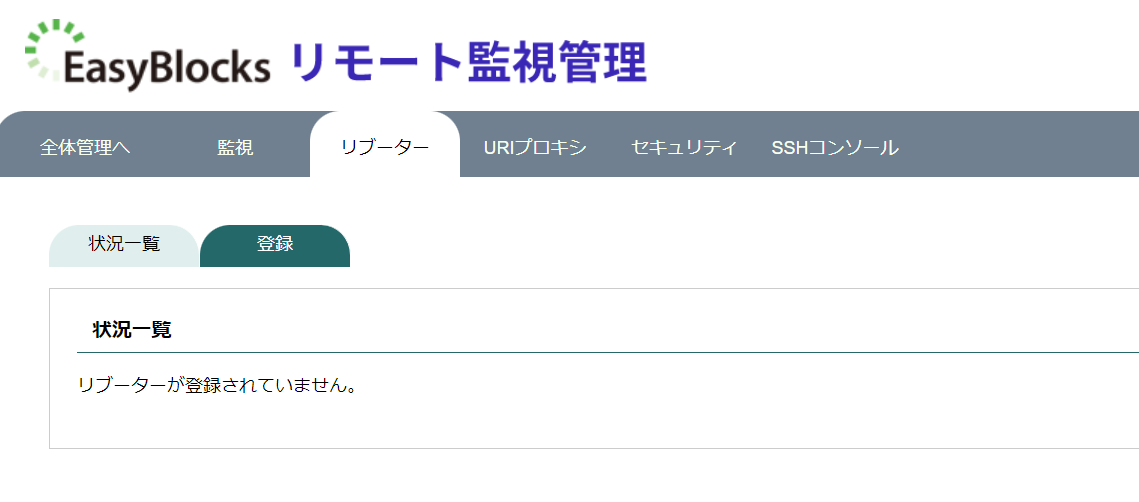 EasyBlocks リモート監視管理
全体管理へ 監視 リブーター URIプロキシ セキュリティ SSHコンソール
状況一覧 登録
状況一覧
リブーターが登録されていません。